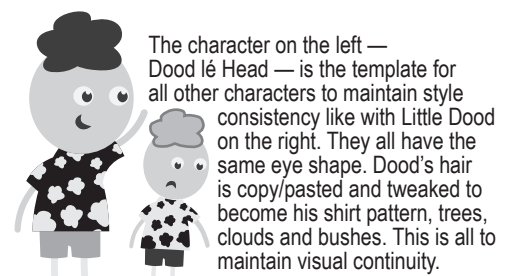 The character on the left —
Dood lé Head — is the template for
all other characters to maintain style
consistency like with Little Dood
on the right. They all have the
same eye shape. Dood’s hair
is copy/pasted and tweaked to
become his shirt pattern, trees,
clouds and bushes. This is all to
maintain visual continuity.